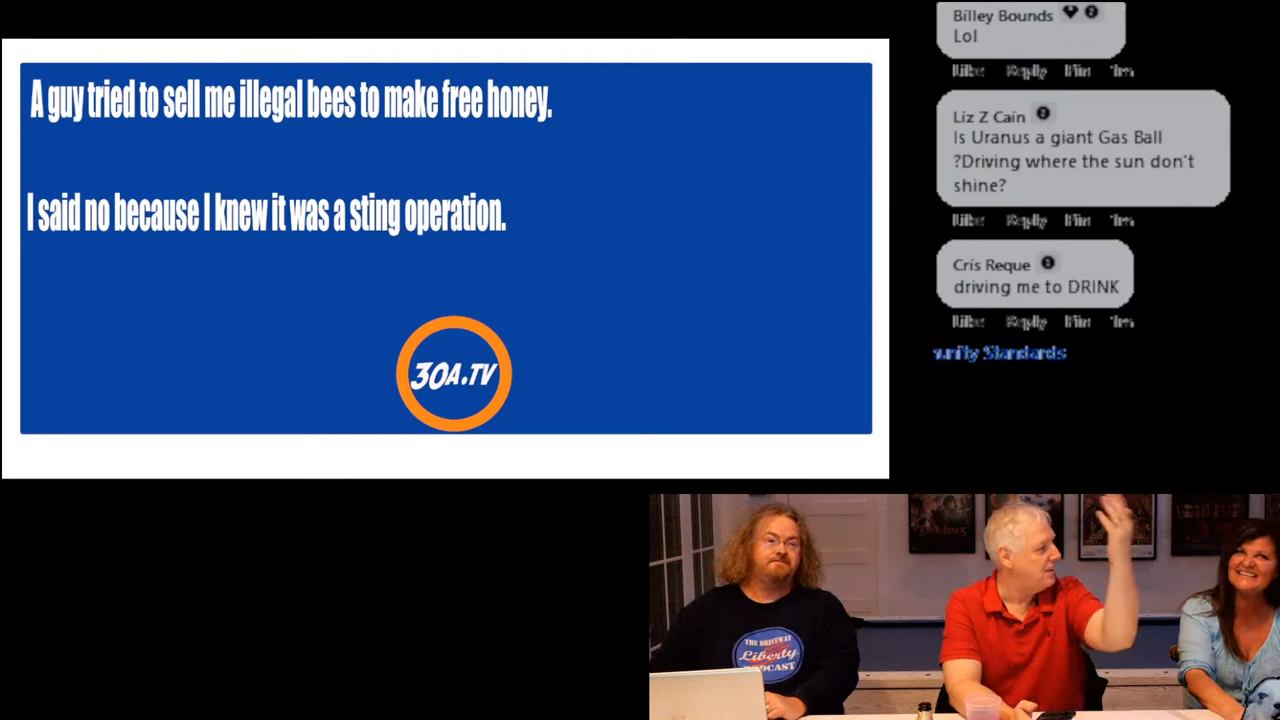 A guy tried to sell me illegal bees to make free honey.
I said no because I knew it was a sting operation.
30A.TV
Billey Bounds
Lol
Liz Z Cain
Is Uranus a giant Gas Ball
?Driving where the sun don't
shine?
Cris Reque
driving me to DRINK
Standards
THE DRIVEWAY
Liberty
PODCAST